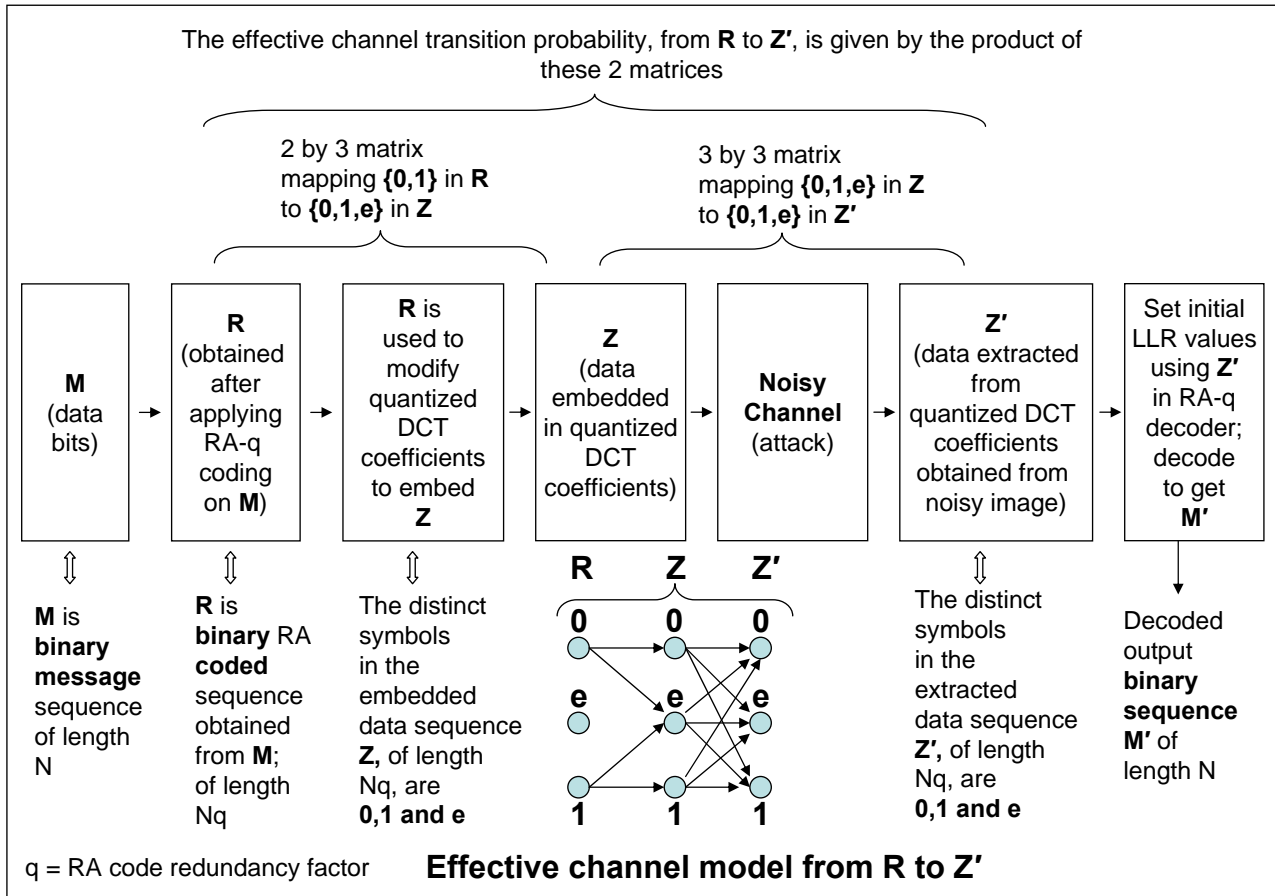 The effective channel transition probability, from R to Z′, is given by the product of
these 2 matrices
2 by 3 matrix
mapping {0,1} in R
to {0,1,e} in Z
3 by 3 matrix
mapping {0,1,e} in Z
to {0,1,e} in Z′
M
(data
bits)
R
(obtained
after
applying
RA-q
coding
on M)
R is
used to
modify
quantized
DCT
coefficients
to embed
Z
Z
(data
embedded
in quantized
DCT
coefficients)
Noisy
Channel
(attack)
Z′
(data extracted
from
quantized DCT
coefficients
obtained from
noisy image)
Set initial
LLR values
using Z′
in RA-q
decoder;
decode
to get
M′
M is
binary
message
sequence
of length
N
R is
binary RA
coded
sequence
obtained
from M;
of length
Nq
The distinct
symbols
in the
embedded
data sequence
Z, of length
Nq, are
0,1 and e
R Z Z′
0 0 0
e e e
1 1 1
The distinct
symbols
in the
extracted
data sequence
Z′, of length
Nq, are
0,1 and e
Decoded
output
binary
sequence
M′ of
length N
q = RA code redundancy factor
Effective channel model from R to Z′